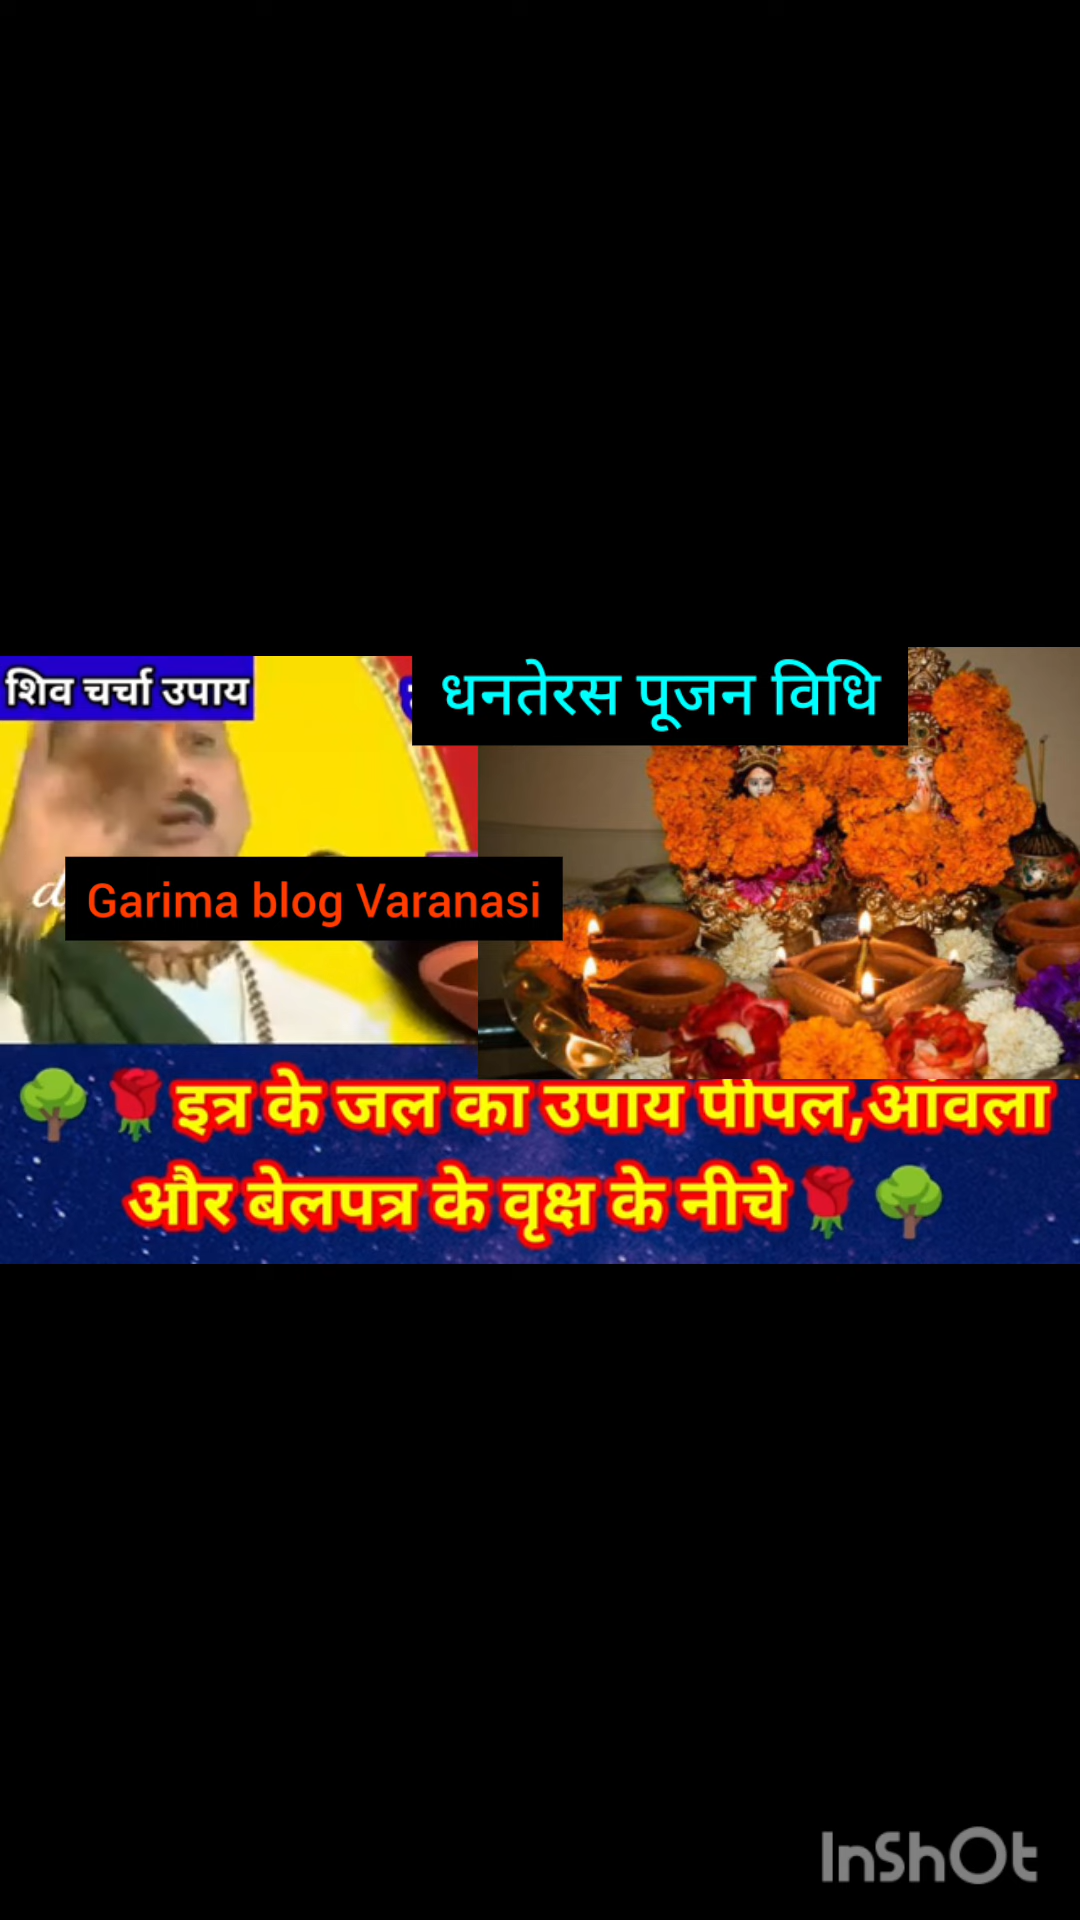 शिव चर्चा उपाय
धनतेरस पूजन विधि
Garima blog Varanasi
🌳🌹इत्र के जल का उपाय पीपल,आंवला
और बेलपत्र के वृक्ष के नीचे🌹🌳
InShOt